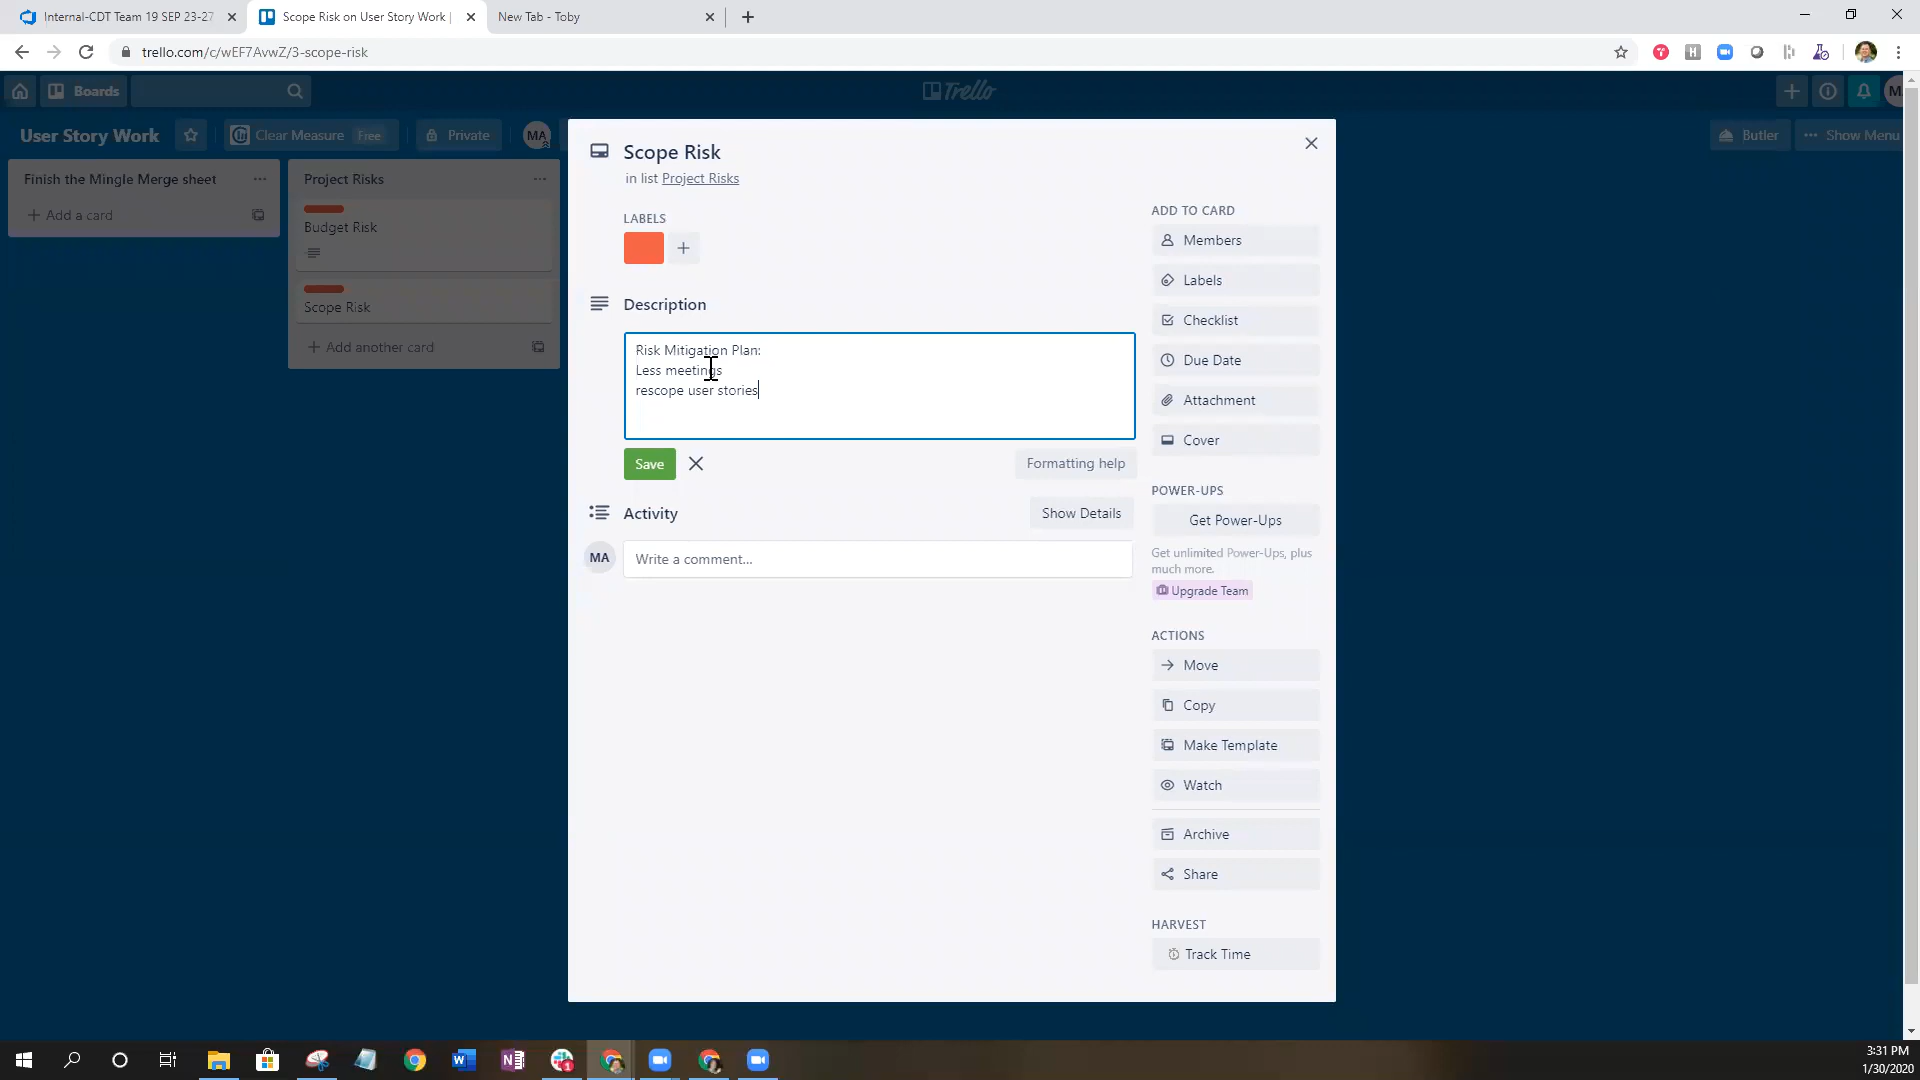 Internal-CDT Team 19 SEP 23-27
Scope Risk on User Story Work |
New Tab - Toby
trello.com/c/wEF7AvwZ/3-scope-risk
Boards
Trello
User Story Work
Clear Measure Free
Private
MA
Butler
Show Menu
Finish the Mingle Merge sheet
Add a card
Project Risks
Budget Risk
Scope Risk
Add another card
Scope Risk
in list Project Risks
LABELS
Description
Risk Mitigation Plan:
Less meetings
rescope user stories
Save
Formatting help
Activity
Show Details
MA
Write a comment...
ADD TO CARD
Members
Labels
Checklist
Due Date
Attachment
Cover
POWER-UPS
Get Power-Ups
Get unlimited Power-Ups, plus
much more.
Upgrade Team
ACTIONS
Move
Copy
Make Template
Watch
Archive
Share
HARVEST
Track Time
3:31 PM
1/30/2020